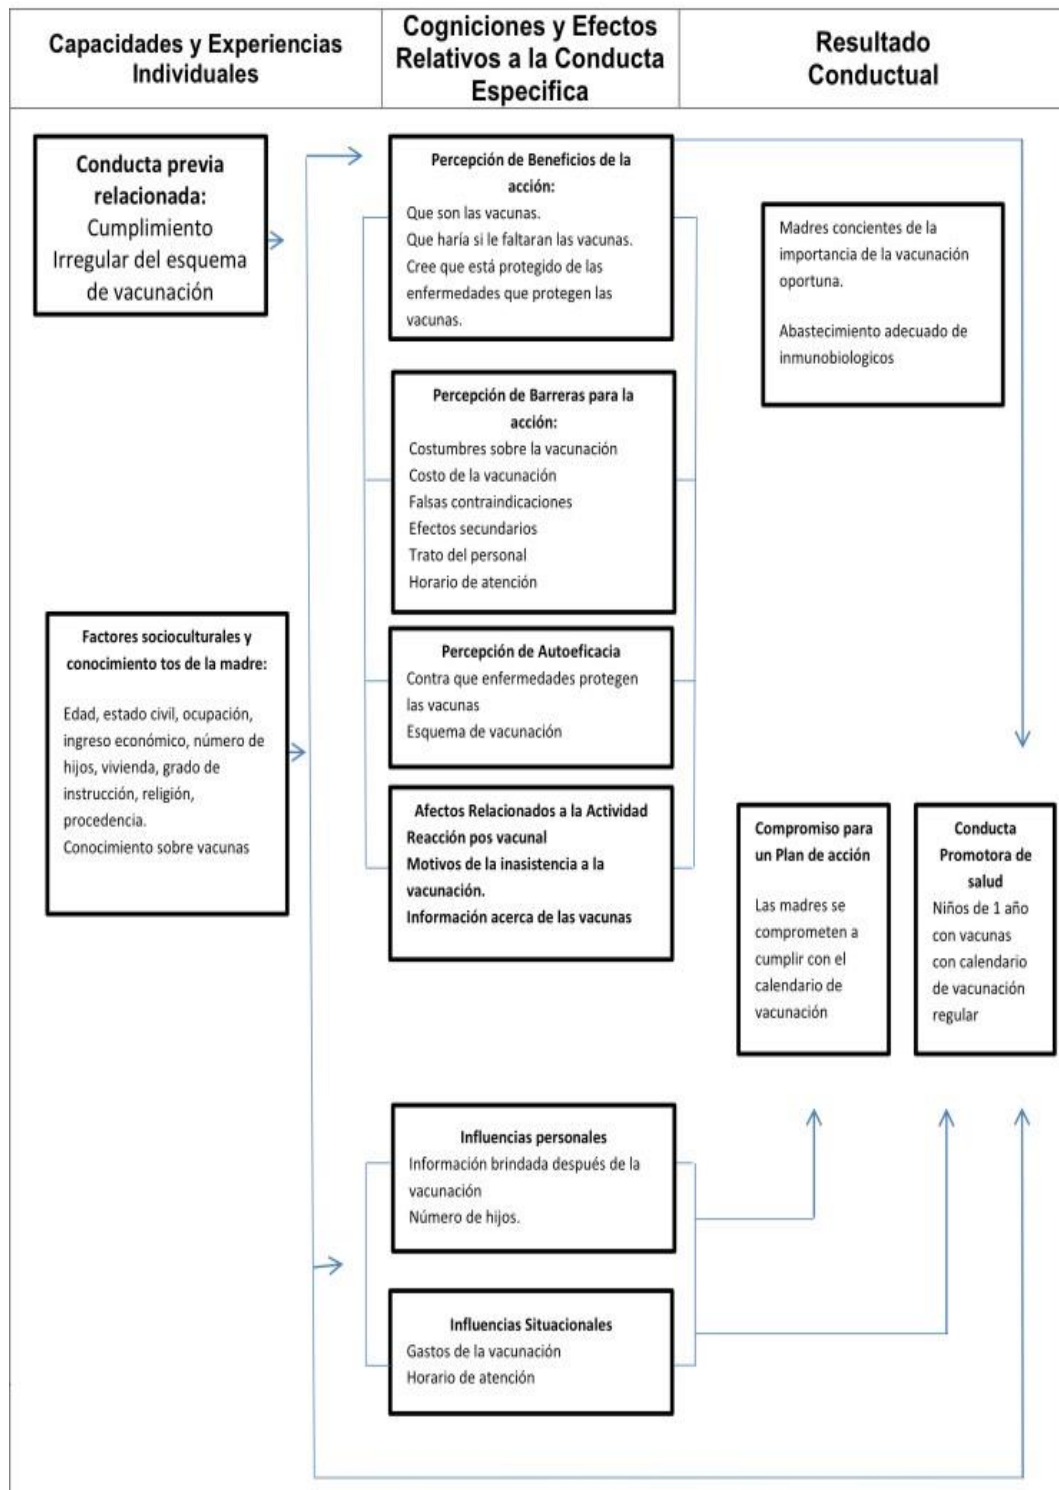 Capacidades y Experiencias
Individuales
Cogniciones y Efectos
Relativos a la Conducta
Especifica
Resultado
Conductual
Conducta previa
relacionada:
Cumplimiento
Irregular del esquema
de vacunación
Factores socioculturales y
conocimiento tos de la madre:
Edad, estado civil, ocupación,
ingreso económico, número de
hijos, vivienda, grado de
instrucción, religión,
procedencia.
Conocimiento sobre vacunas
Percepción de Beneficios de la
acción:
Que son las vacunas.
Que haría si le faltaran las vacunas.
Cree que está protegido de las
enfermedades que protegen las
vacunas.
Percepción de Barreras para la
acción:
Costumbres sobre la vacunación
Costo de la vacunación
Falsas contraindicaciones
Efectos secundarios
Trato del personal
Horario de atención
Percepción de Autoeficacia
Contra que enfermedades protegen
las vacunas
Esquema de vacunación
Afectos Relacionados a la Actividad
Reacción pos vacunal
Motivos de la inasistencia a la
vacunación.
Información acerca de las vacunas
Influencias personales
Información brindada después de la
vacunación
Número de hijos.
Influencias Situacionales
Gastos de la vacunación
Horario de atención
Madres concientes de la
importancia de la vacunación
oportuna.
Abastecimiento adecuado de
inmunobiologicos
Compromiso para
un Plan de acción
Las madres se
comprometen a
cumplir con el
calendario de
vacunación
Conducta
Promotora de
salud
Niños de 1 año
con vacunas
con calendario
de vacunación
regular